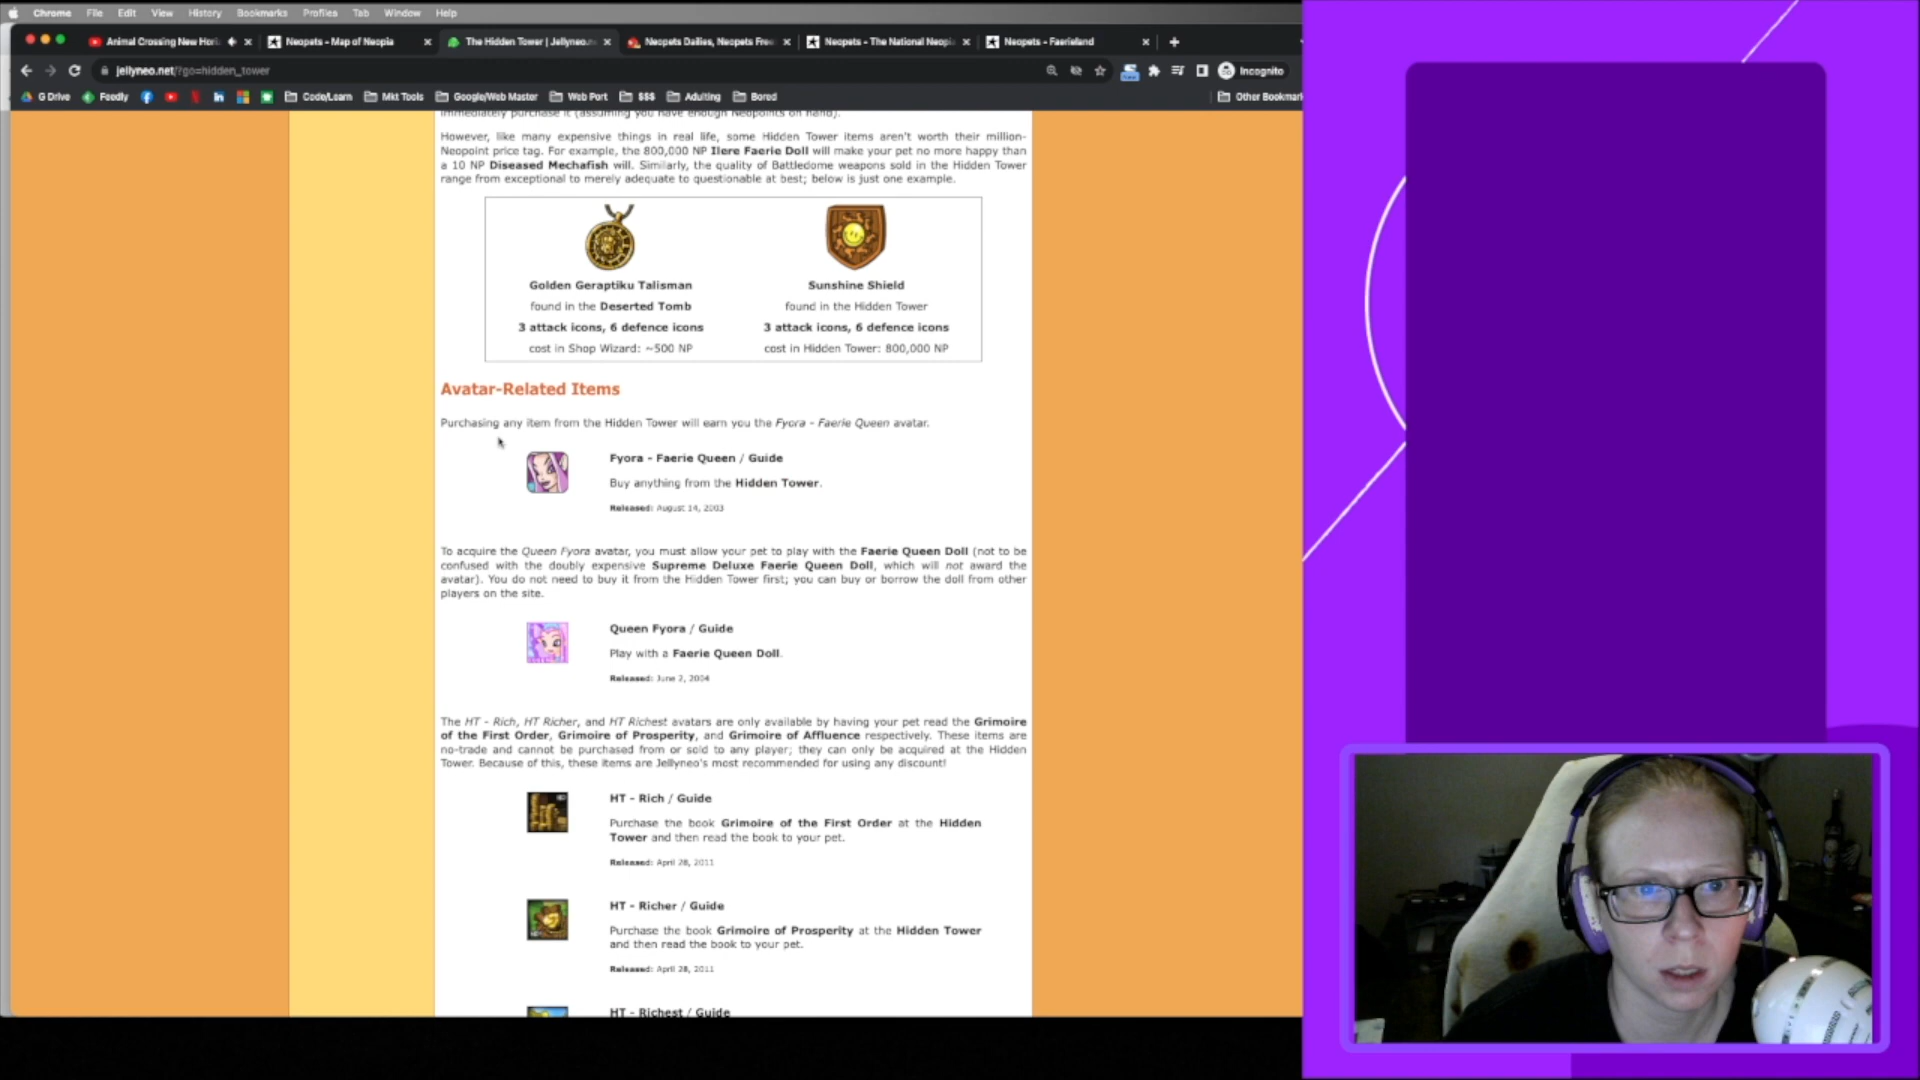 Chrome File Edit View History Bookmarks Profiles Tab Window Help
Animal Crossing New Hori Neopets - Map of Neopia The Hidden Tower | Jellyneo.n Neopets Dailies, Neopets Free Neopets - The National Neopi Neopets - Faerieland
jellyneo.net/?go=hidden_tower Incognito
G Drive Feedly Code/Learn Mkt Tools Google/Web Master Web Port $$$ Adulting Bored Other Bookmar
immediately purchase it (assuming you have enough Neopoints on hand).
However, like many expensive things in real life, some Hidden Tower items aren't worth their million-
Neopoint price tag. For example, the 800,000 NP Ilere Faerie Doll will make your pet no more happy than
a 10 NP Diseased Mechafish will. Similarly, the quality of Battledome weapons sold in the Hidden Tower
range from exceptional to merely adequate to questionable at best; below is just one example.
Golden Geraptiku Talisman
found in the Deserted Tomb
3 attack icons, 6 defence icons
cost in Shop Wizard: ~500 NP
Sunshine Shield
found in the Hidden Tower
3 attack icons, 6 defence icons
cost in Hidden Tower: 800,000 NP
Avatar-Related Items
Purchasing any item from the Hidden Tower will earn you the Fyora - Faerie Queen avatar.
Fyora - Faerie Queen / Guide
Buy anything from the Hidden Tower.
Released: August 14, 2003
To acquire the Queen Fyora avatar, you must allow your pet to play with the Faerie Queen Doll (not to be
confused with the doubly expensive Supreme Deluxe Faerie Queen Doll, which will not award the
avatar). You do not need to buy it from the Hidden Tower first; you can buy or borrow the doll from other
players on the site.
Queen Fyora / Guide
Play with a Faerie Queen Doll.
Released: June 2, 2004
The HT - Rich, HT Richer, and HT Richest avatars are only available by having your pet read the Grimoire
of the First Order, Grimoire of Prosperity, and Grimoire of Affluence respectively. These items are
no-trade and cannot be purchased from or sold to any player; they can only be acquired at the Hidden
Tower. Because of this, these items are Jellyneo's most recommended for using any discount!
HT - Rich / Guide
Purchase the book Grimoire of the First Order at the Hidden
Tower and then read the book to your pet.
Released: April 28, 2011
HT - Richer / Guide
Purchase the book Grimoire of Prosperity at the Hidden Tower
and then read the book to your pet.
Released: April 28, 2011
HT - Richest / Guide